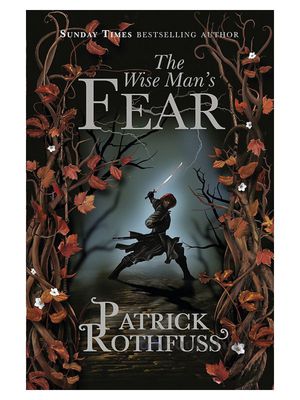 SUNDAY TIMES BESTSELLING AUTHOR
The
Wise Man's
FEAR
PATRICK
ROTHFUSS